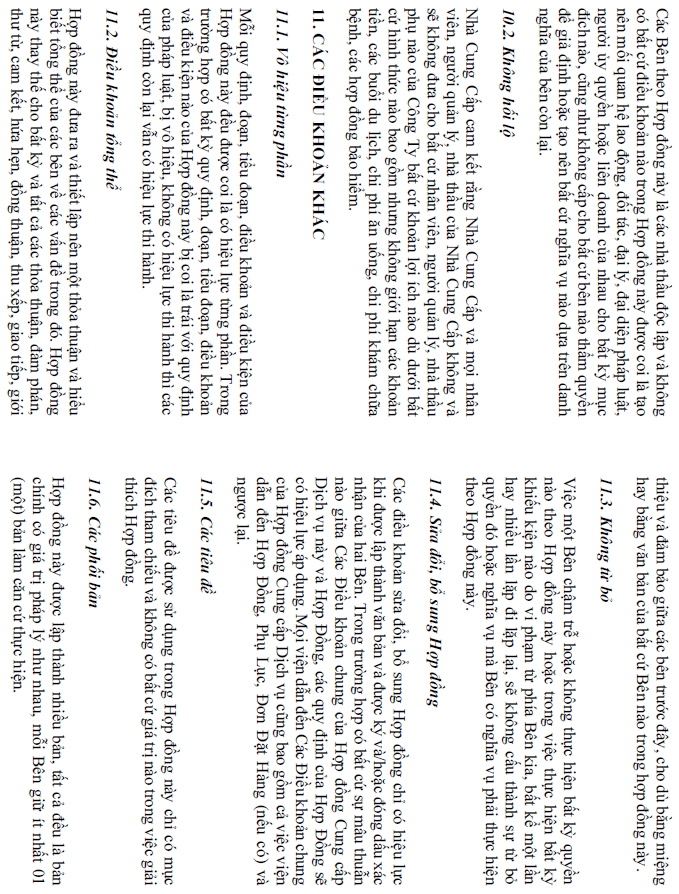 Các Bên theo Hợp đồng này là các nhà thầu độc lập và không
có bất cứ điều khoản nào trong Hợp đồng này được coi là tạo
nên mối quan hệ lao động, đối tác, đại lý, đại diện pháp luật,
người ủy quyền hoặc liên doanh của nhau cho bất kỳ mục
đích nào, cũng như không cấp cho bất cứ bên nào thẩm quyền
để giả định hoặc tạo nên bất cứ nghĩa vụ nào dựa trên danh
nghĩa của bên còn lại.
10.2. Không hối lộ
Nhà Cung Cấp cam kết rằng Nhà Cung Cấp và mọi nhân
viên, người quản lý, nhà thầu của Nhà Cung Cấp không và
sẽ không đưa cho bất cứ nhân viên, người quản lý, nhà thầu
phụ nào của Công Ty bất cứ khoản lợi ích nào dù dưới bất
cứ hình thức nào bao gồm nhưng không giới hạn các khoản
tiền, các buổi du lịch, chi phí ăn uống, chi phí khám chữa
bệnh, các hợp đồng bảo hiểm.
11. CÁC ĐIỀU KHOẢN KHÁC
11.1. Vô hiệu từng phần
Mỗi quy định, đoạn, tiểu đoạn, điều khoản và điều kiện của
Hợp đồng này đều được coi là có hiệu lực từng phần. Trong
trường hợp có bất kỳ quy định, đoạn, tiểu đoạn, điều khoản
và điều kiện nào của Hợp đồng này bị coi là trái với quy định
của pháp luật, bị vô hiệu, không có hiệu lực thi hành thì các
quy định còn lại vẫn có hiệu lực thi hành.
11.2. Điều khoản tổng thể
Hợp đồng này đưa ra và thiết lập nên một thỏa thuận và hiểu
biết tổng thể của các bên về các vấn đề trong đó. Hợp đồng
này thay thế cho bất kỳ và tất cả các thỏa thuận, đàm phán,
thư từ, cam kết, hứa hẹn, đồng thuận, thu xếp, giao tiếp, giới
thiệu và đảm bảo giữa các bên trước đây, cho dù bằng miệng
hay bằng văn bản của bất cứ Bên nào trong hợp đồng này.
11.3. Không từ bỏ
Việc một Bên chậm trễ hoặc không thực hiện bất kỳ quyền
nào theo Hợp đồng này hoặc trong việc thực hiện bất kỳ
khiếu kiện nào do vi phạm từ phía Bên kia, bất kể một lần
hay nhiều lần lặp đi lặp lại, sẽ không cấu thành sự từ bỏ
quyền đó hoặc nghĩa vụ mà Bên có nghĩa vụ phải thực hiện
theo Hợp đồng này.
11.4. Sửa đổi, bổ sung Hợp đồng
Các điều khoản sửa đổi, bổ sung Hợp đồng chỉ có hiệu lực
khi được lập thành văn bản và được ký và/hoặc đóng dấu xác
nhận của hai Bên. Trong trường hợp có bất cứ sự mâu thuẫn
nào giữa Các Điều khoản chung của Hợp đồng Cung cấp
Dịch vụ này và Hợp Đồng, các quy định của Hợp Đồng sẽ
có hiệu lực áp dụng. Mọi viện dẫn đến Các Điều khoản chung
của Hợp đồng Cung cấp Dịch vụ cũng bao gồm cả việc viện
dẫn đến Hợp Đồng, Phụ Lục, Đơn Đặt Hàng (nếu có) và
ngược lại.
11.5. Các tiêu đề
Các tiêu đề được sử dụng trong Hợp đồng này chỉ có mục
đích tham chiếu và không có bất cứ giá trị nào trong việc giải
thích Hợp đồng.
11.6. Các phối bản
Hợp đồng này được lập thành nhiều bản, tất cả đều là bản
chính có giá trị pháp lý như nhau, mỗi Bên giữ ít nhất 01
(một) bản làm căn cứ thực hiện.